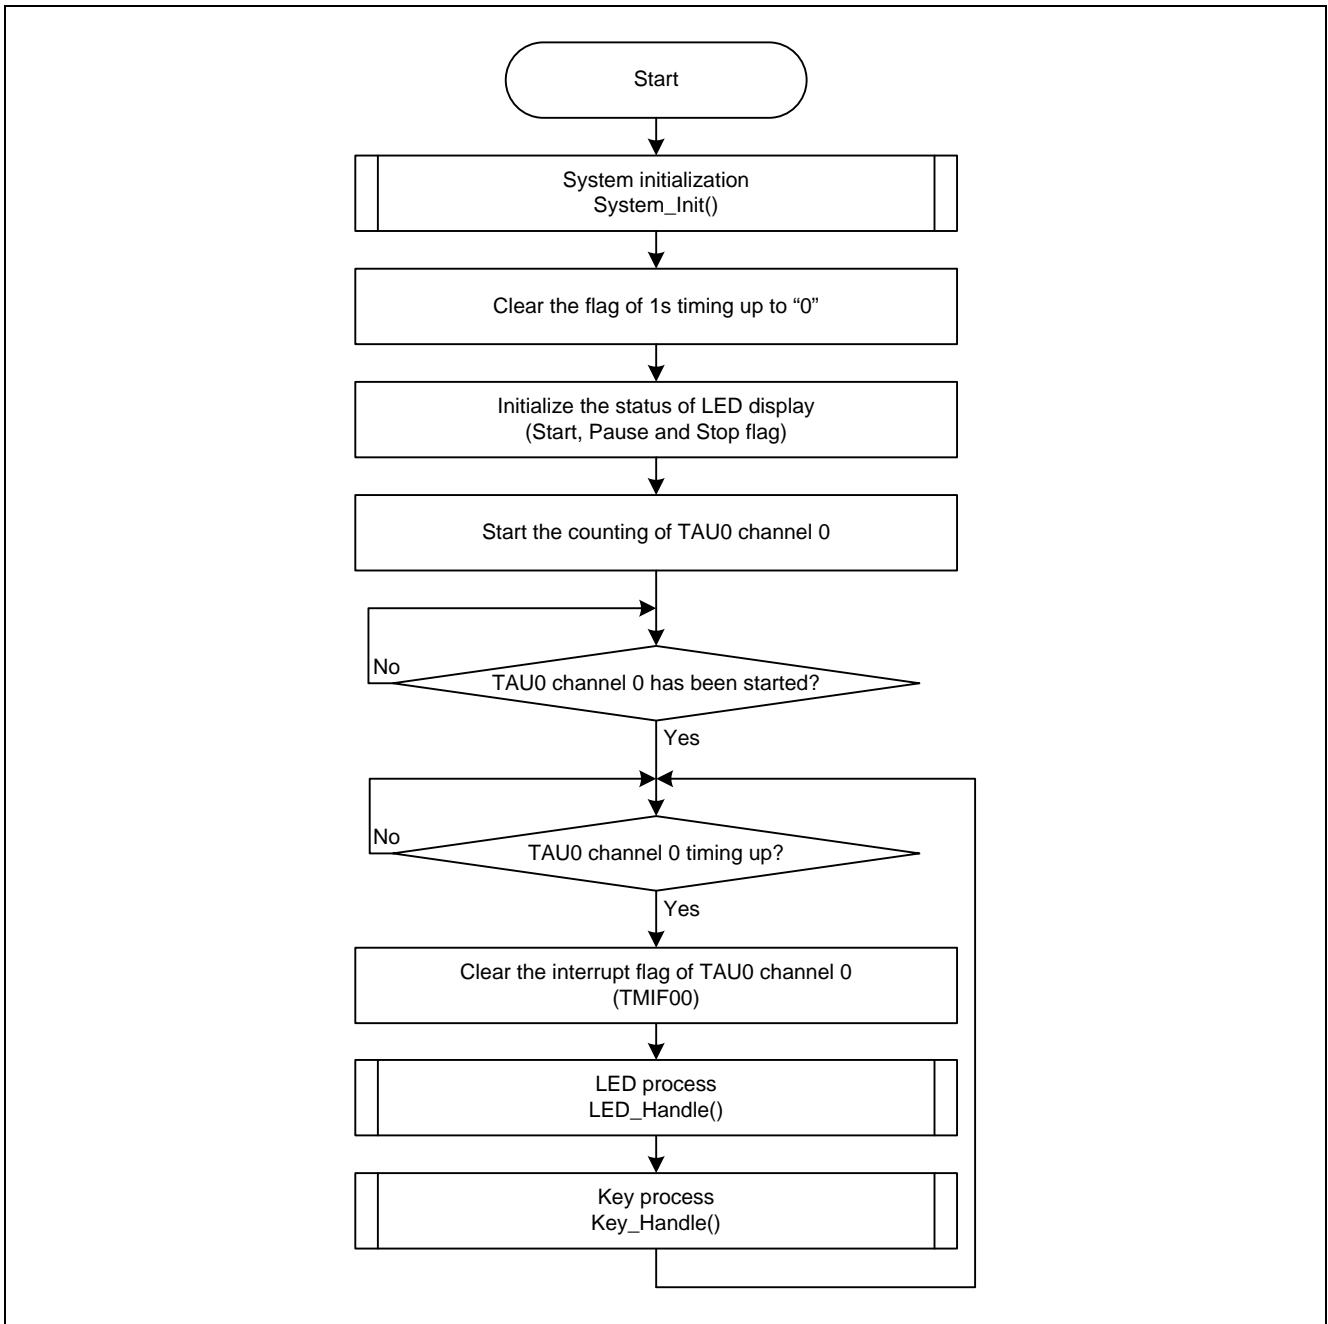 Start
System initialization
System_Init()
Clear the flag of 1s timing up to “0”
Initialize the status of LED display
(Start, Pause and Stop flag)
Start the counting of TAU0 channel 0
No
TAU0 channel 0 has been started?
Yes
No
TAU0 channel 0 timing up?
Yes
Clear the interrupt flag of TAU0 channel 0
(TMIF00)
LED process
LED_Handle()
Key process
Key_Handle()